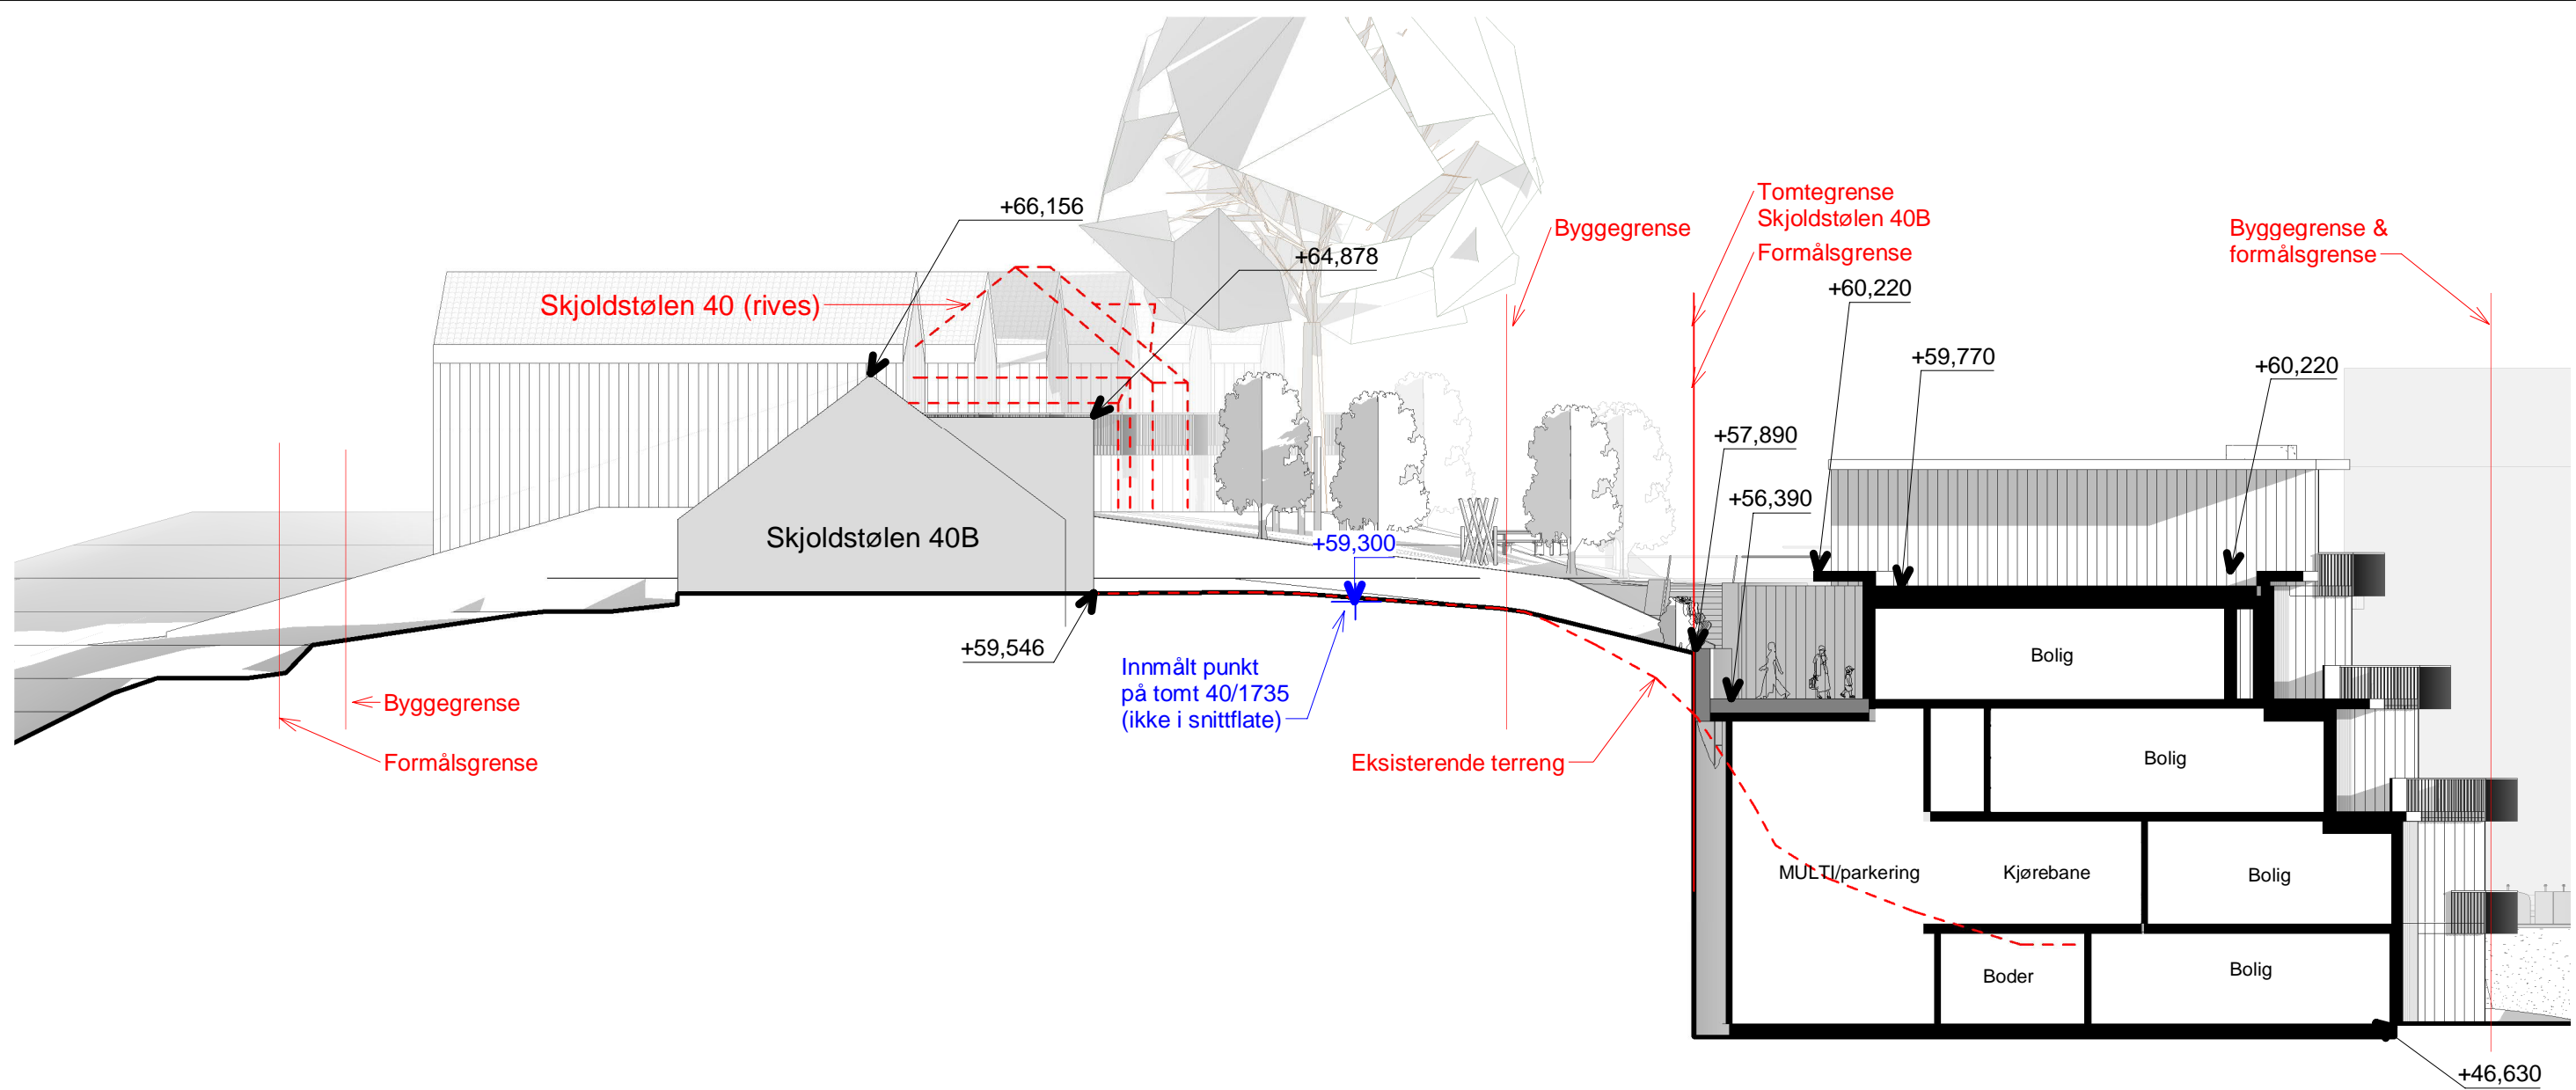 +66,156
Tomtegrense
Skjoldstølen 40B
Formålsgrense
Byggegrense
Byggegrense &
formålsgrense
+64,878
Skjoldstølen 40 (rives)
+60,220
+59,770
+60,220
+57,890
+56,390
Skjoldstølen 40B
+59,300
+59,546
Innmålt punkt
på tomt 40/1735
(ikke i snittflate)
Byggegrense
Formålsgrense
Eksisterende terreng
Bolig
Bolig
MULTI/parkering
Kjørebane
Bolig
Boder
Bolig
+46,630